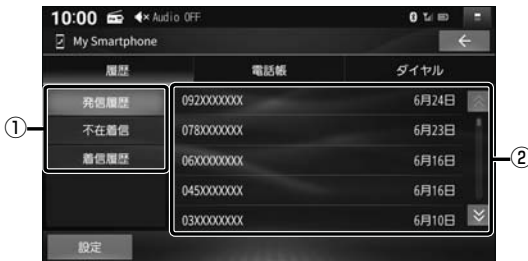 10:00 Audio OFF
My Smartphone
履歴 電話帳 ダイヤル
発信履歴 092XXXXXXX 6月24日
① 不在着信 078XXXXXXX 6月23日
着信履歴 06XXXXXXXX 6月16日 ②
045XXXXXXX 6月16日
03XXXXXXXX 6月10日
設定